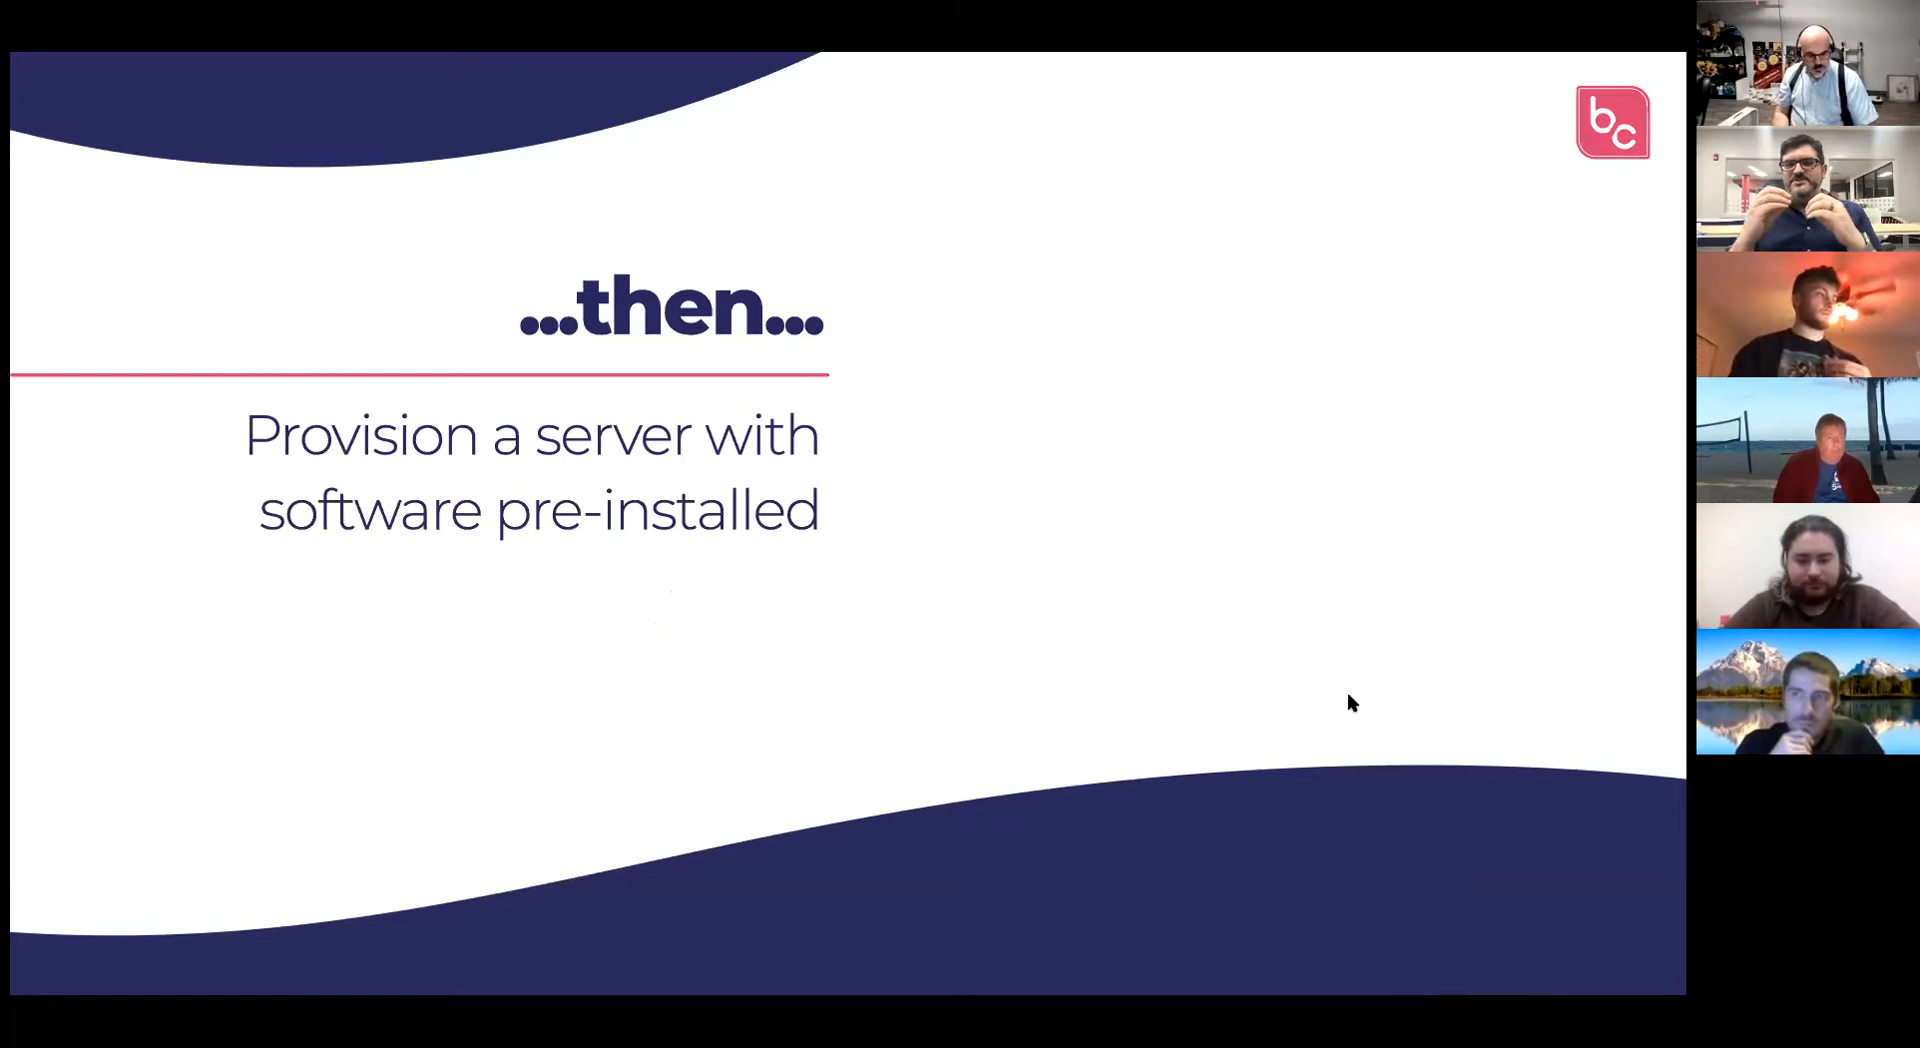 bc
...then...
Provision a server with
software pre-installed